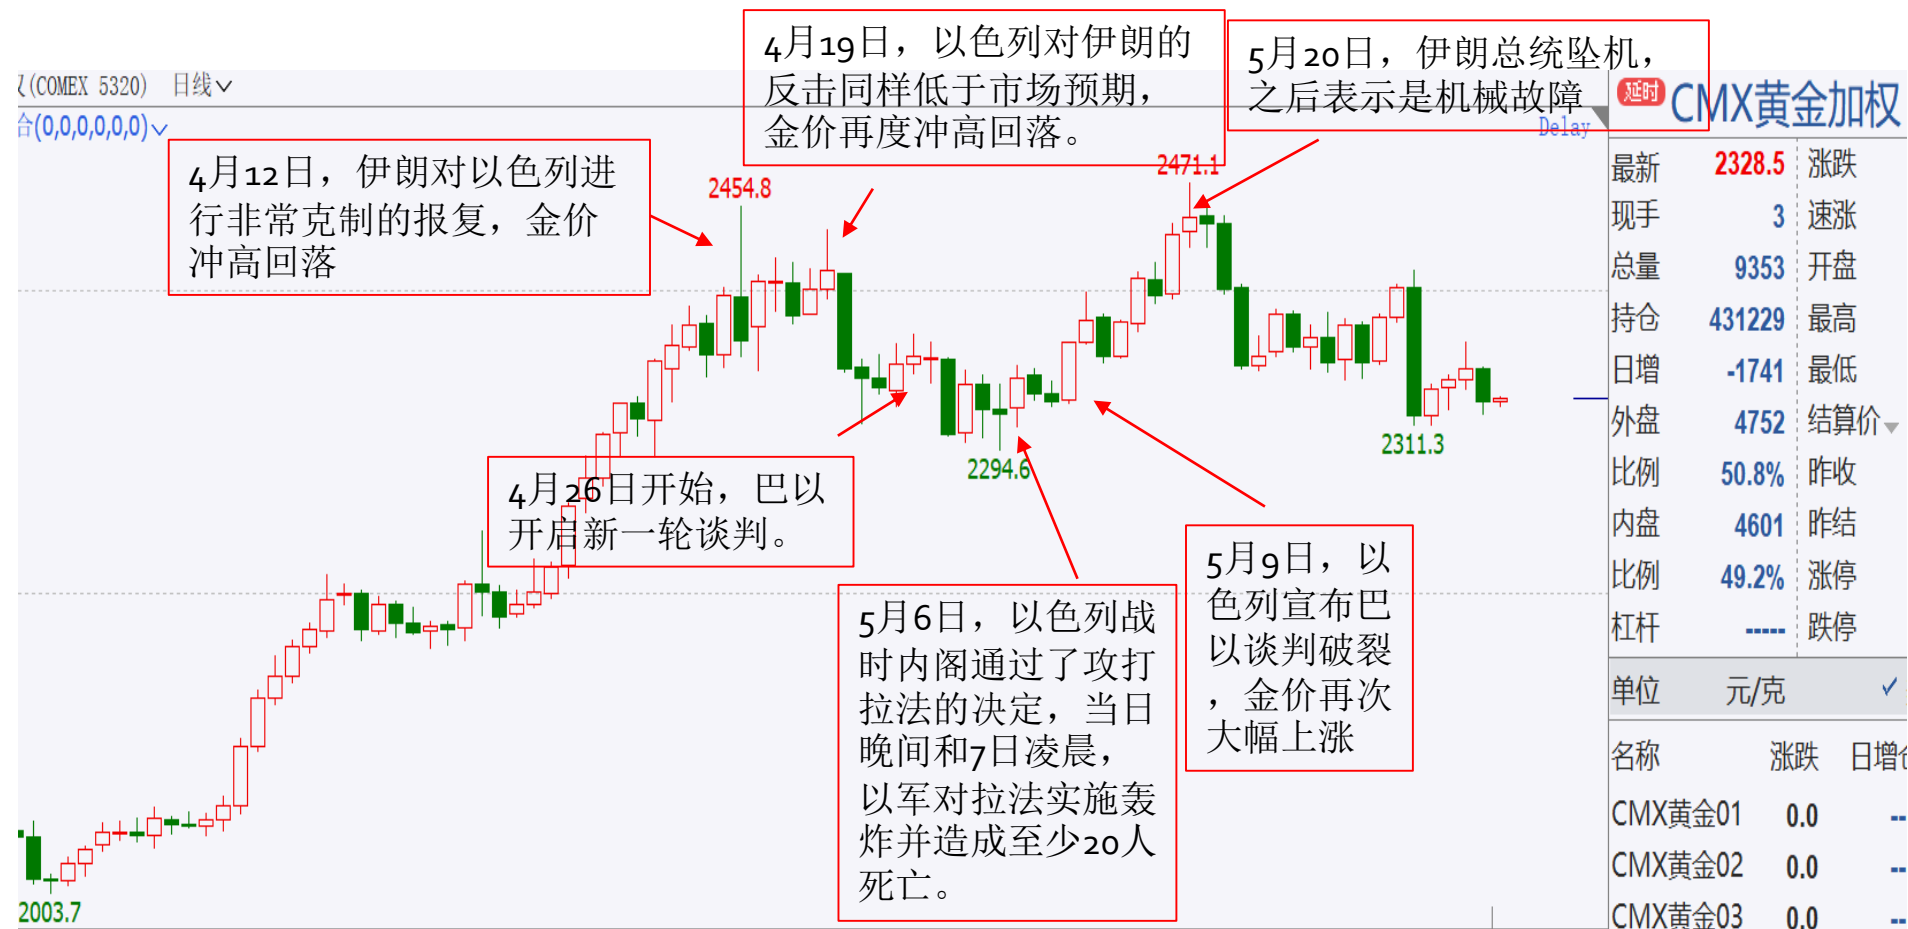 (COMEX 5320) 日线
合(0,0,0,0,0,0)
4月12日，伊朗对以色列进
行非常克制的报复，金价
冲高回落
4月19日，以色列对伊朗的
反击同样低于市场预期，
金价再度冲高回落。
5月20日，伊朗总统坠机，
之后表示是机械故障
Delay
2454.8
2471.1
2294.6
2311.3
2003.7
4月26日开始，巴以
开启新一轮谈判。
5月6日，以色列战
时内阁通过了攻打
拉法的决定，当日
晚间和7日凌晨，
以军对拉法实施轰
炸并造成至少20人
死亡。
5月9日，以
色列宣布巴
以谈判破裂
，金价再次
大幅上涨
延时 CMX黄金加权
最新 2328.5 涨跌
现手 3 速涨
总量 9353 开盘
持仓 431229 最高
日增 -1741 最低
外盘 4752 结算价
比例 50.8% 昨收
内盘 4601 昨结
比例 49.2% 涨停
杠杆 ----- 跌停
单位 元/克 ✓
名称 涨跌 日增仓
CMX黄金01 0.0 --
CMX黄金02 0.0 --
CMX黄金03 0.0 --